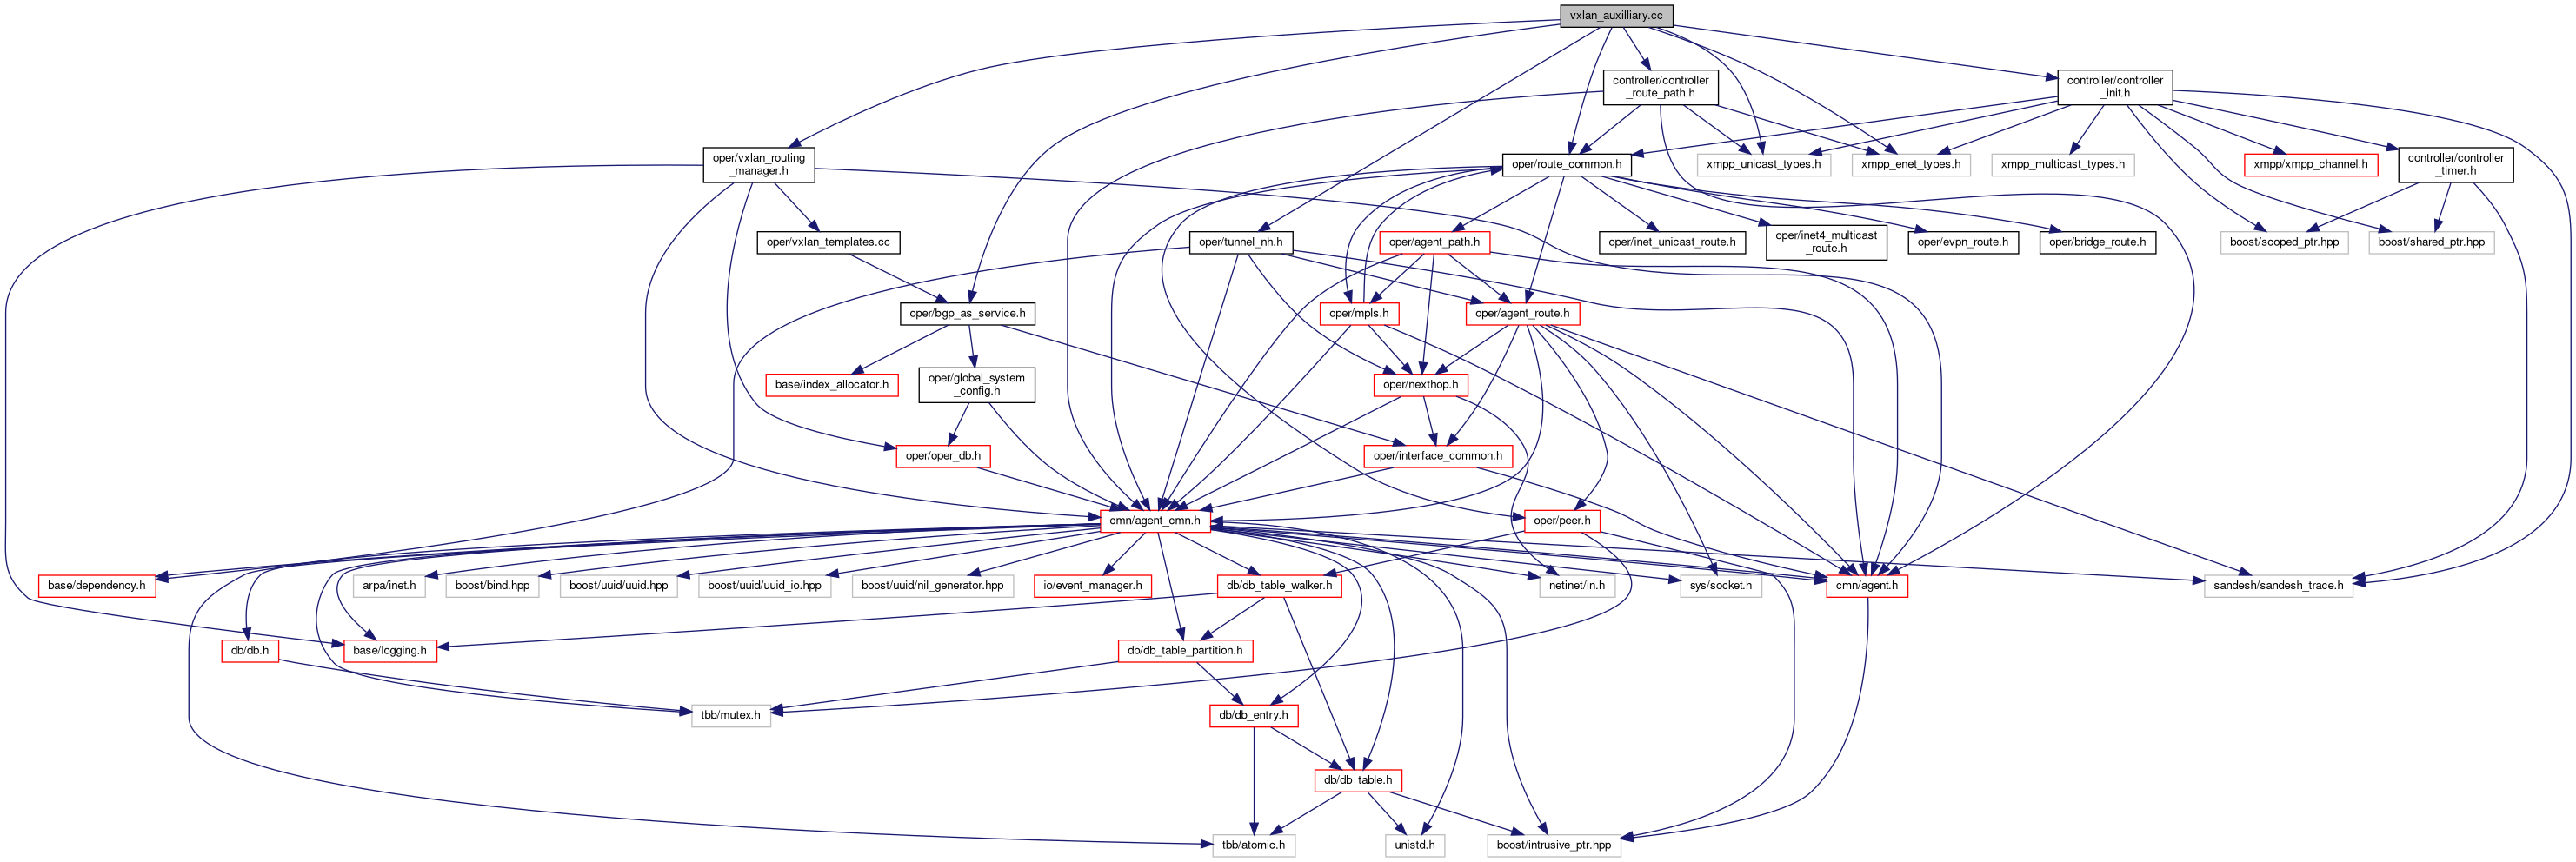 vxlan_auxilliary.cc
controller/controller
_route_path.h
controller/controller
_init.h
oper/vxlan_routing
_manager.h
oper/route_common.h
xmpp_unicast_types.h
xmpp_enet_types.h
xmpp_multicast_types.h
xmpp/xmpp_channel.h
controller/controller
_timer.h
oper/vxlan_templates.cc
oper/tunnel_nh.h
oper/agent_path.h
oper/inet_unicast_route.h
oper/inet4_multicast
_route.h
oper/evpn_route.h
oper/bridge_route.h
boost/scoped_ptr.hpp
boost/shared_ptr.hpp
oper/bgp_as_service.h
oper/mpls.h
oper/agent_route.h
base/index_allocator.h
oper/global_system
_config.h
oper/nexthop.h
oper/oper_db.h
oper/interface_common.h
cmn/agent_cmn.h
oper/peer.h
base/dependency.h
arpa/inet.h
boost/bind.hpp
boost/uuid/uuid.hpp
boost/uuid/uuid_io.hpp
boost/uuid/nil_generator.hpp
io/event_manager.h
db/db_table_walker.h
netinet/in.h
sys/socket.h
cmn/agent.h
sandesh/sandesh_trace.h
db/db.h
base/logging.h
db/db_table_partition.h
tbb/mutex.h
db/db_entry.h
db/db_table.h
tbb/atomic.h
unistd.h
boost/intrusive_ptr.hpp